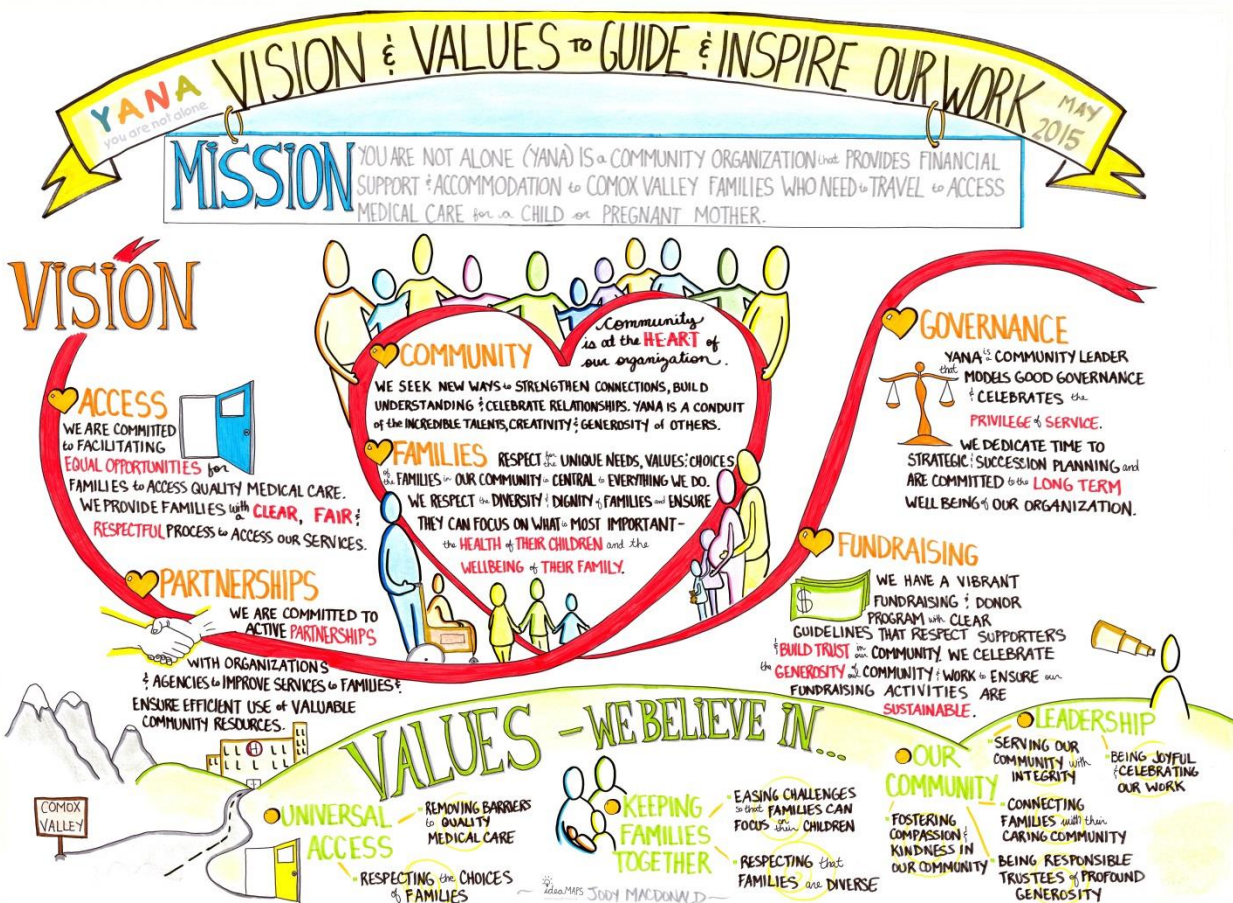 YANA
you are not alone
VISION & VALUES TO GUIDE & INSPIRE OUR WORK
MAY
2015
MISSION
YOU ARE NOT ALONE (YANA) IS a COMMUNITY ORGANIZATION that PROVIDES FINANCIAL
SUPPORT & ACCOMMODATION to COMOX VALLEY FAMILIES WHO NEED to TRAVEL to ACCESS
MEDICAL CARE for a CHILD or PREGNANT MOTHER.
VISION
ACCESS
WE ARE COMMITTED
to FACILITATING
EQUAL OPPORTUNITIES for
FAMILIES to ACCESS QUALITY MEDICAL CARE.
WE PROVIDE FAMILIES with
a CLEAR, FAIR &
RESPECTFUL PROCESS to ACCESS OUR SERVICES.
PARTNERSHIPS
WE ARE COMMITTED TO
ACTIVE PARTNERSHIPS
WITH ORGANIZATIONS
& AGENCIES to IMPROVE SERVICES to FAMILIES &
ENSURE EFFICIENT USE of VALUABLE
COMMUNITY RESOURCES.
Community
is at the HEART of
our organization.
COMMUNITY
WE SEEK NEW WAYS to STRENGTHEN CONNECTIONS, BUILD
UNDERSTANDING & CELEBRATE RELATIONSHIPS. YANA IS A CONDUIT
of the INCREDIBLE TALENTS, CREATIVITY & GENEROSITY of OTHERS.
FAMILIES
RESPECT for the UNIQUE NEEDS, VALUES & CHOICES
of the FAMILIES in OUR COMMUNITY is CENTRAL to EVERYTHING WE DO.
WE RESPECT the DIVERSITY & DIGNITY of FAMILIES and ENSURE
THEY CAN FOCUS ON WHAT is MOST IMPORTANT –
the HEALTH of THEIR CHILDREN and the
WELLBEING of THEIR FAMILY.
GOVERNANCE
YANA is a COMMUNITY LEADER
that MODELS GOOD GOVERNANCE
& CELEBRATES the
PRIVILEGE of SERVICE.
WE DEDICATE TIME TO
STRATEGIC & SUCCESSION PLANNING and
ARE COMMITTED to the LONG TERM
WELL BEING of OUR ORGANIZATION.
FUNDRAISING
$
WE HAVE A VIBRANT
FUNDRAISING & DONOR
PROGRAM with CLEAR
GUIDELINES THAT RESPECT SUPPORTERS
& BUILD TRUST in our COMMUNITY. WE CELEBRATE
the GENEROSITY of COMMUNITY & WORK to ENSURE our
FUNDRAISING ACTIVITIES ARE
SUSTAINABLE.
VALUES – WE BELIEVE IN...
H
COMOX
VALLEY
UNIVERSAL
ACCESS
REMOVING BARRIERS
to QUALITY
MEDICAL CARE
RESPECTING the CHOICES
of FAMILIES
KEEPING
FAMILIES
TOGETHER
EASING CHALLENGES
so that FAMILIES CAN
FOCUS on their CHILDREN
RESPECTING that
FAMILIES are DIVERSE
OUR
COMMUNITY
FOSTERING
COMPASSION &
KINDNESS IN
OUR COMMUNITY
CONNECTING
FAMILIES with their
CARING COMMUNITY
BEING RESPONSIBLE
TRUSTEES of PROFOUND
GENEROSITY
LEADERSHIP
SERVING OUR
COMMUNITY with
INTEGRITY
BEING JOYFUL
& CELEBRATING
OUR WORK
ideaMAPS JODY MACDONALD